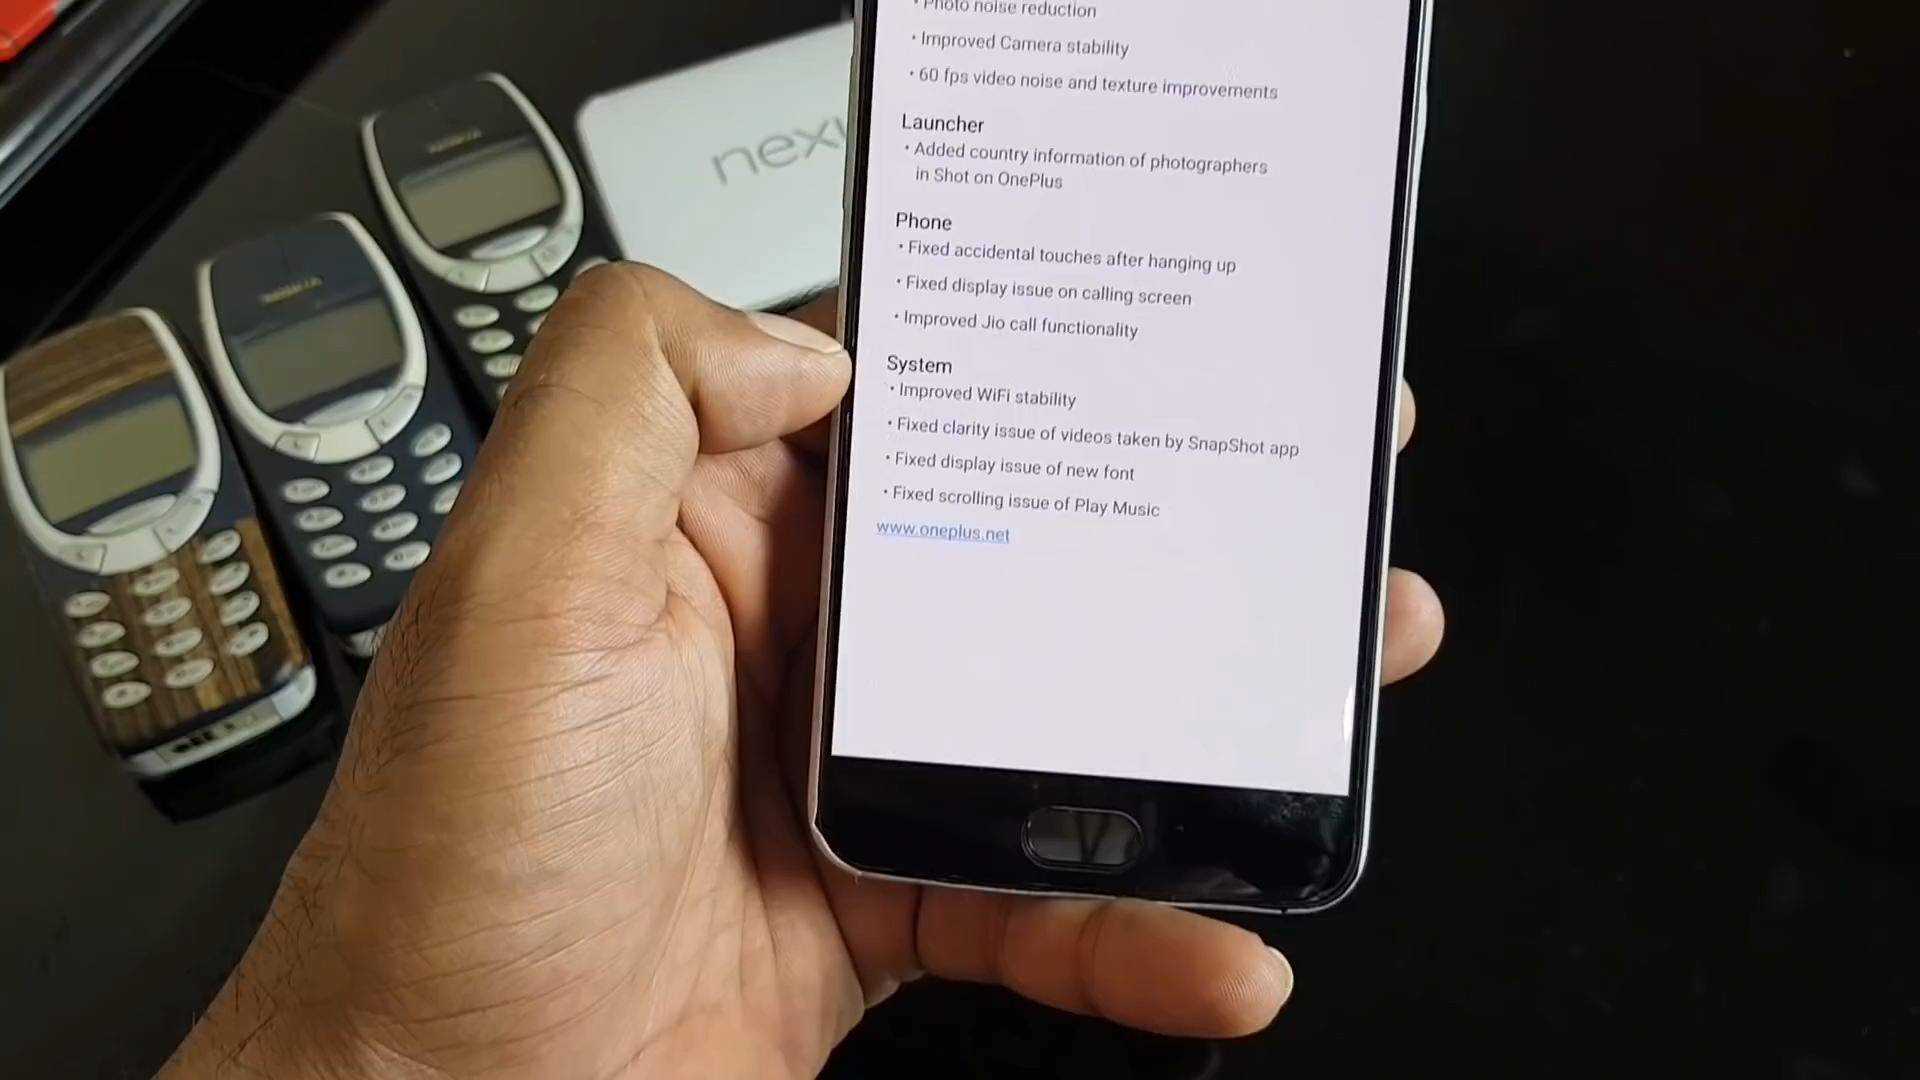 • Photo noise reduction
• Improved Camera stability
• 60 fps video noise and texture improvements
Launcher
• Added country information of photographers
in Shot on OnePlus
Phone
• Fixed accidental touches after hanging up
• Fixed display issue on calling screen
• Improved Jio call functionality
System
• Improved WiFi stability
• Fixed clarity issue of videos taken by SnapShot app
• Fixed display issue of new font
• Fixed scrolling issue of Play Music
www.oneplus.net
nexu
NOKIA
NOKIA